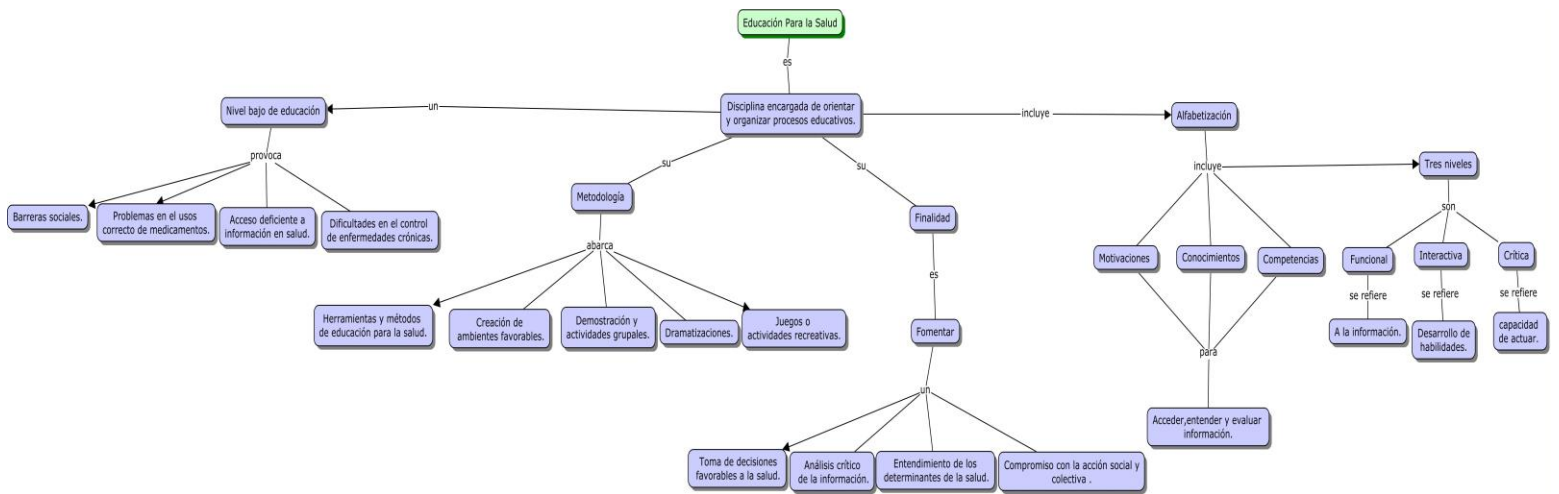 Educación Para la Salud
es
Nivel bajo de educación
un
Disciplina encargada de orientar
y organizar procesos educativos.
incluye
Alfabetización
provoca
Barreras sociales.
Problemas en el usos
correcto de medicamentos.
Acceso deficiente a
información en salud.
Dificultades en el control
de enfermedades crónicas.
su
Metodología
abarca
Herramientas y métodos
de educación para la salud.
Creación de
ambientes favorables.
Demostración y
actividades grupales.
Dramatizaciones.
Juegos o
actividades recreativas.
su
Finalidad
es
Fomentar
un
Toma de decisiones
favorables a la salud.
Análisis crítico
de la información.
Entendimiento de los
determinantes de la salud.
Compromiso con la acción social y
colectiva .
incluye
Motivaciones
Conocimientos
Competencias
para
Acceder,entender y evaluar
información.
Tres niveles
son
Funcional
se refiere
A la información.
Interactiva
se refiere
Desarrollo de
habilidades.
Crítica
se refiere
capacidad
de actuar.